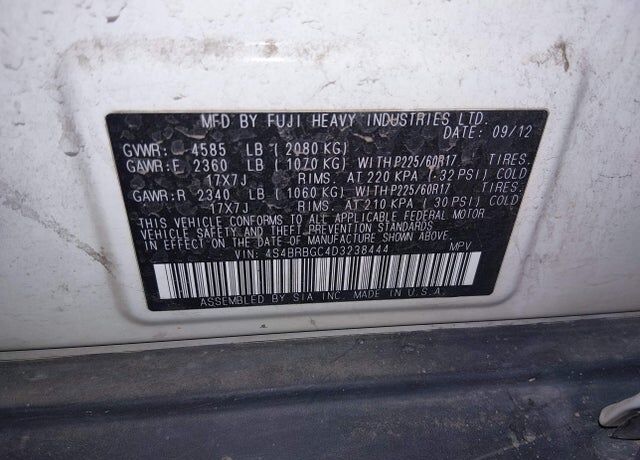 MFD BY FUJI HEAVY INDUSTRIES LTD.
DATE: 09/12
GVWR: 4585 LB ( 2080 KG)
GAWR:F 2360 LB ( 1070 KG) WITH P225/60R17 TIRES.
17X7J RIMS. AT 220 KPA ( 32 PSI) COLD
GAWR:R 2340 LB ( 1060 KG) WITH P225/60R17 TIRES.
17X7J RIMS. AT 210 KPA ( 30 PSI) COLD
THIS VEHICLE CONFORMS TO ALL APPLICABLE FEDERAL MOTOR
VEHICLE SAFETY AND THEFT PREVENTION STANDARDS
IN EFFECT ON THE DATE OF MANUFACTURE SHOWN ABOVE.
VIN: 4S4BRBGC4D3238444 MPV
ASSEMBLED BY SIA INC. MADE IN U.S.A.